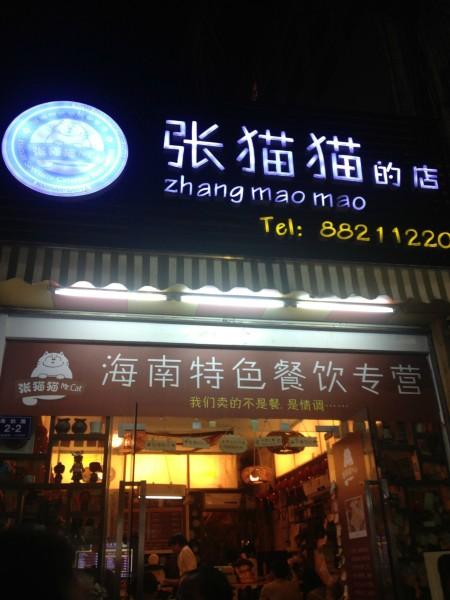 张猫猫的店
zhang mao mao
Tel: 88211220
张猫猫 Mr.Cat
海南特色餐饮专营
我们卖的不是餐 是情调……
2-2